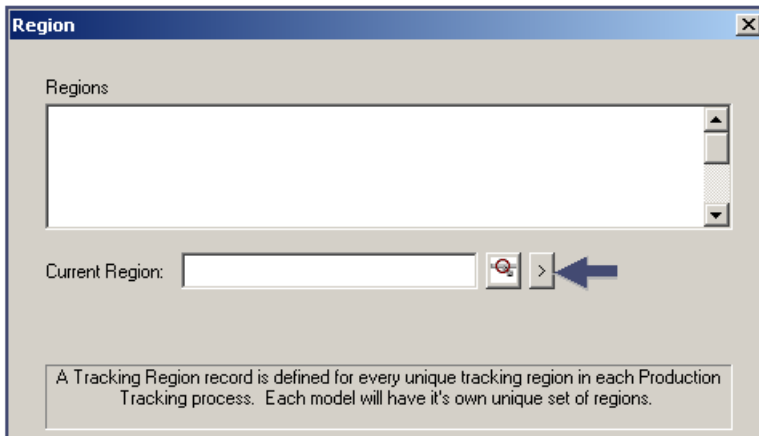 Region
Regions
Current Region:
>
A Tracking Region record is defined for every unique tracking region in each Production
Tracking process. Each model will have it's own unique set of regions.